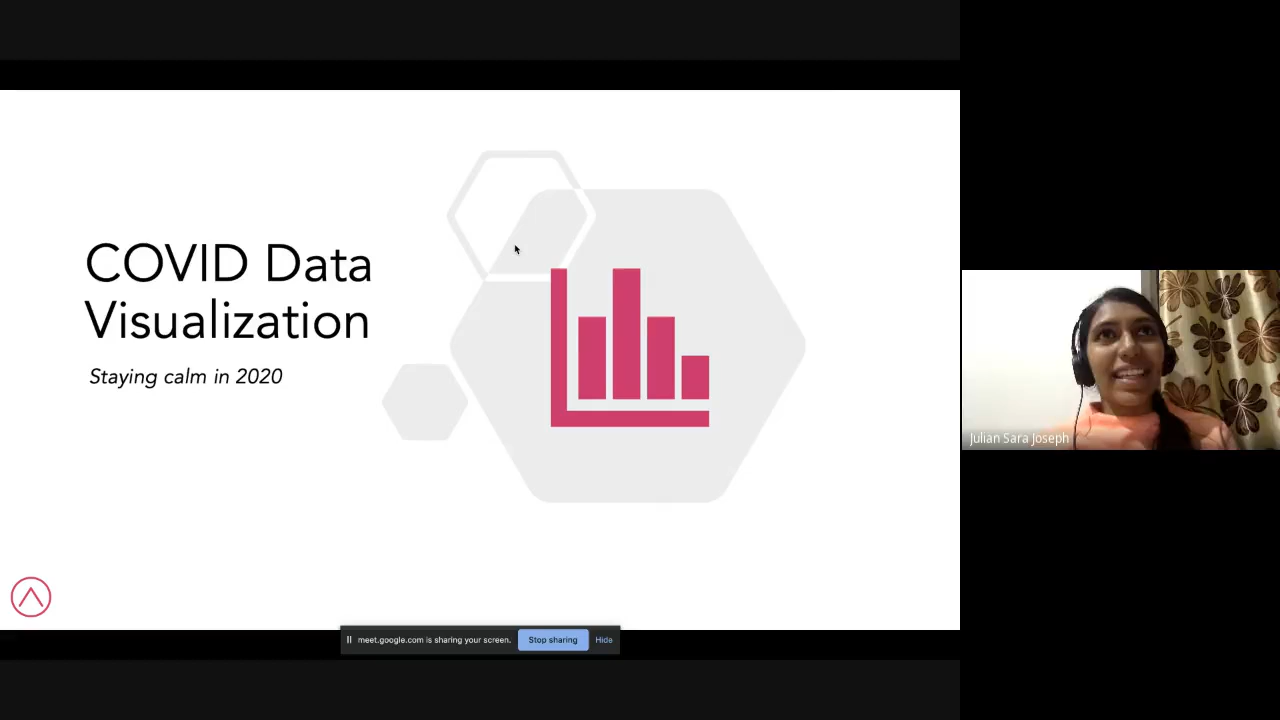 COVID Data
Visualization
Staying calm in 2020
Julian Sara Joseph
meet.google.com is sharing your screen. Stop sharing Hide